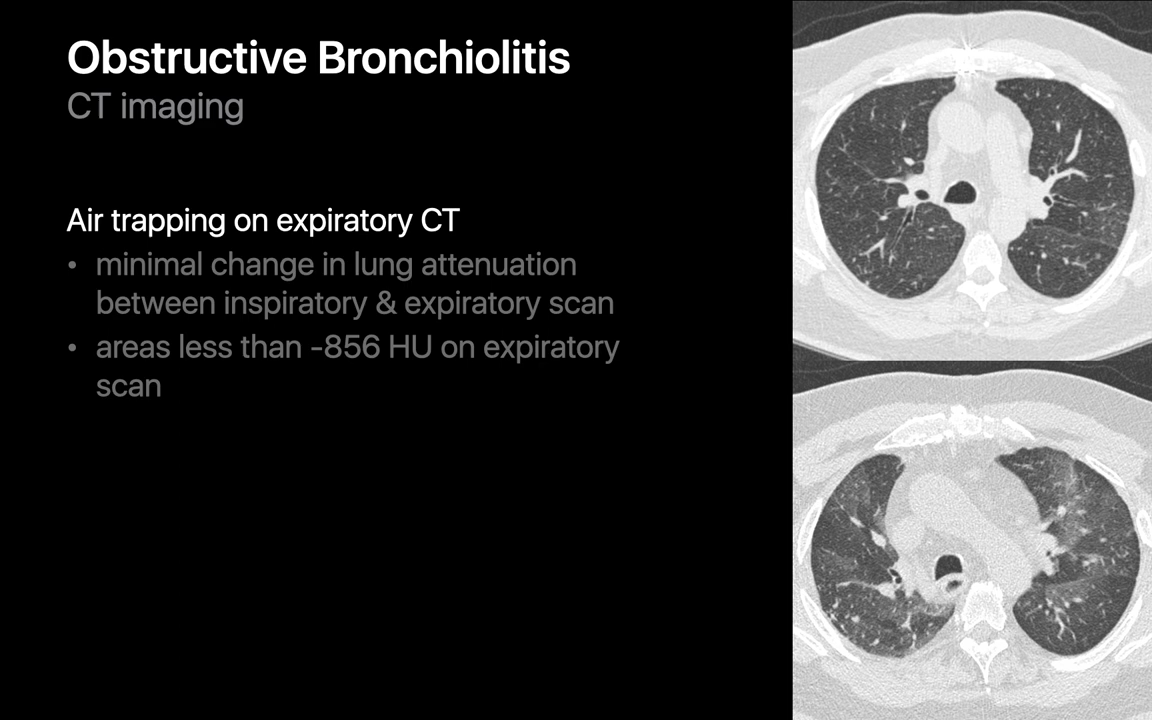 Obstructive Bronchiolitis
CT imaging
Air trapping on expiratory CT
• minimal change in lung attenuation
between inspiratory & expiratory scan
• areas less than -856 HU on expiratory
scan